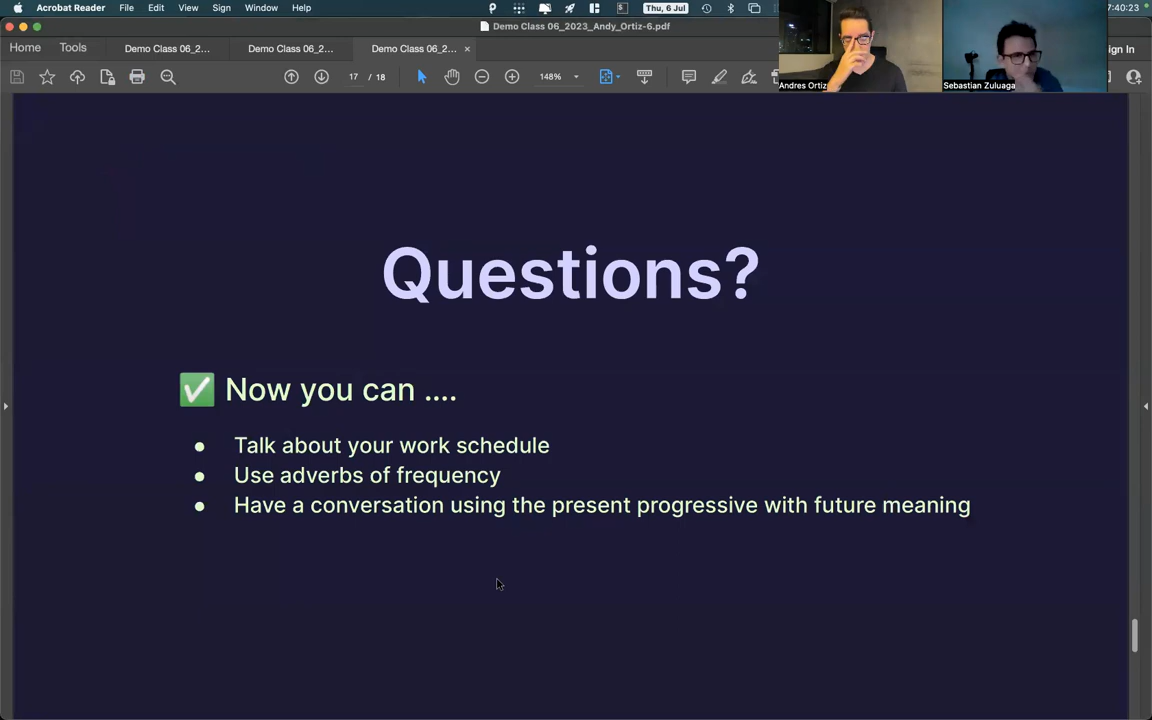 Acrobat Reader File Edit View Sign Window Help Thu, 6 Jul 7:40:23
Demo Class 06_2023_Andy_Ortiz-6.pdf
Home Tools Demo Class 06_2... Demo Class 06_2... Demo Class 06_2... × Sign In
17 / 18 148%
Andres Ortiz Sebastian Zuluaga
Questions?
✅ Now you can ....
● Talk about your work schedule
● Use adverbs of frequency
● Have a conversation using the present progressive with future meaning